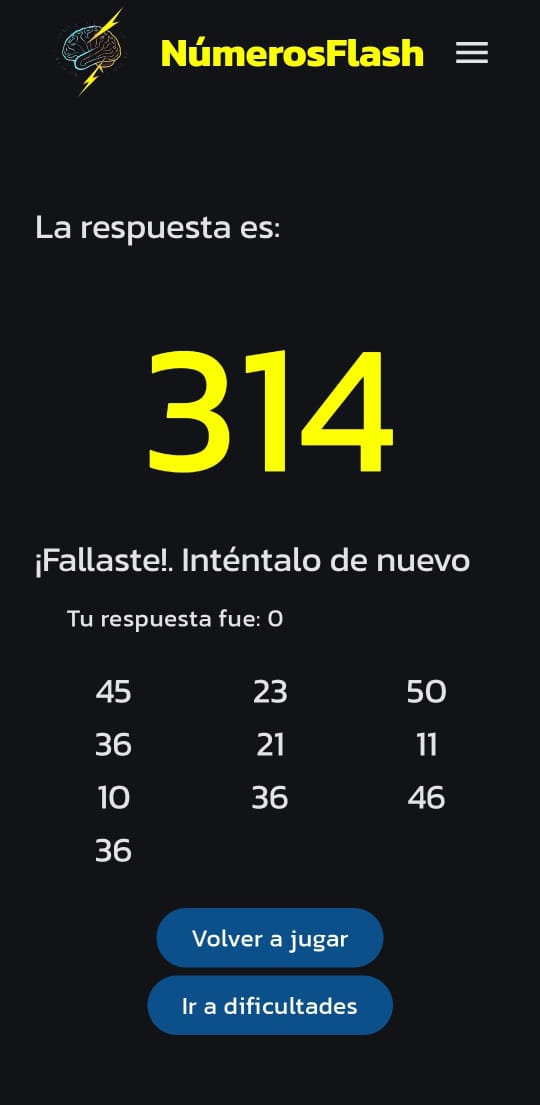 NúmerosFlash
La respuesta es:
314
¡Fallaste!. Inténtalo de nuevo
Tu respuesta fue: 0
45 23 50
36 21 11
10 36 46
36
Volver a jugar
Ir a dificultades